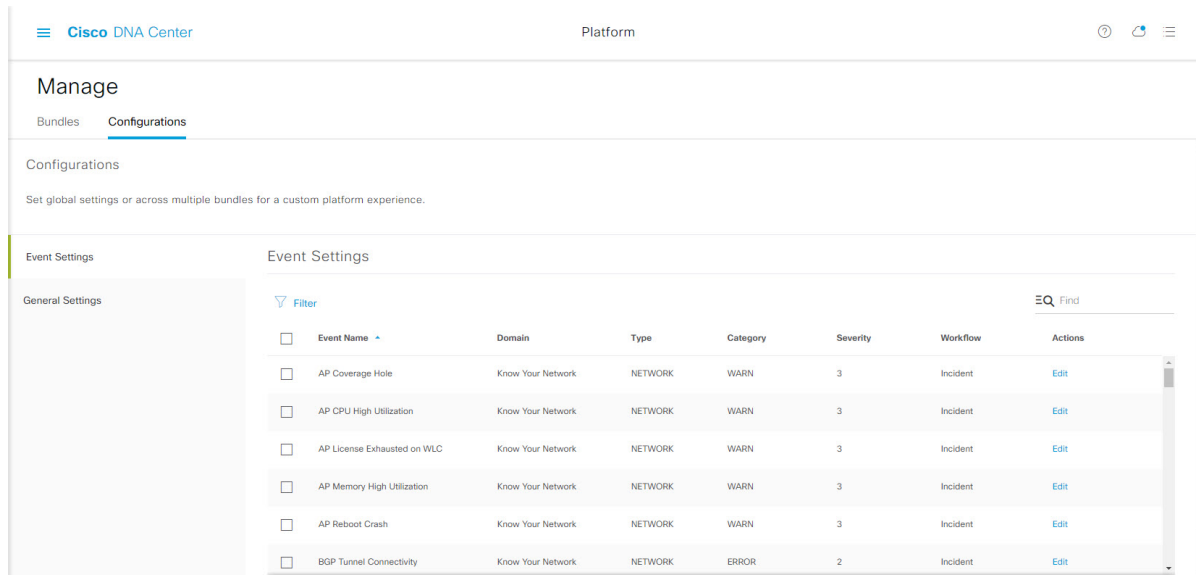 Cisco DNA Center Platform
Manage
Bundles Configurations
Configurations
Set global settings or across multiple bundles for a custom platform experience.
Event Settings
General Settings
Event Settings
Filter Find
Event Name Domain Type Category Severity Workflow Actions
AP Coverage Hole Know Your Network NETWORK WARN 3 Incident Edit
AP CPU High Utilization Know Your Network NETWORK WARN 3 Incident Edit
AP License Exhausted on WLC Know Your Network NETWORK WARN 3 Incident Edit
AP Memory High Utilization Know Your Network NETWORK WARN 3 Incident Edit
AP Reboot Crash Know Your Network NETWORK WARN 3 Incident Edit
BGP Tunnel Connectivity Know Your Network NETWORK ERROR 2 Incident Edit